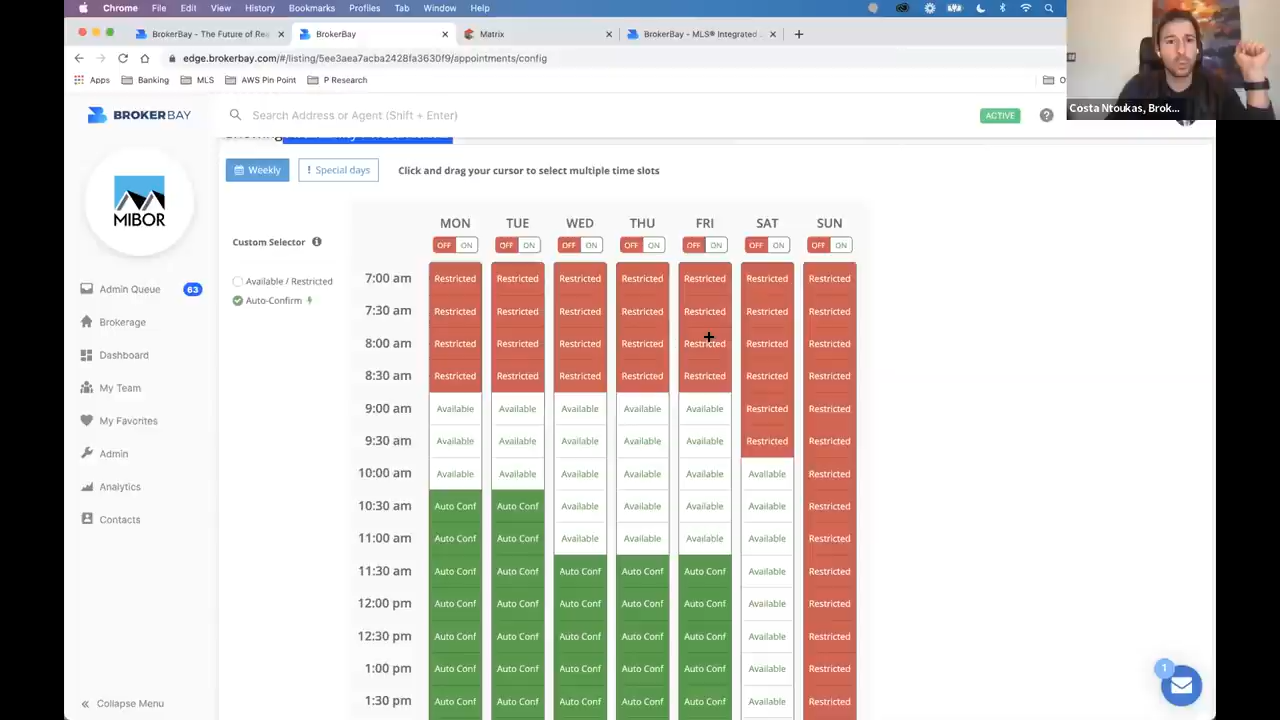 Chrome File Edit View History Bookmarks Profiles Tab Window Help
BrokerBay - The Future of Re
BrokerBay
Matrix
BrokerBay - MLS® Integrated
edge.brokerbay.com/#/listing/5ee3aea7acba2428fa3630f9/appointments/config
Apps Banking MLS AWS Pin Point P Research
Costa Ntoukas, Brok...
BROKERBAY
Search Address or Agent (Shift + Enter)
ACTIVE
Weekly
Special days
Click and drag your cursor to select multiple time slots
MIBOR
Custom Selector
Available / Restricted
Auto-Confirm
Admin Queue 63
Brokerage
Dashboard
My Team
My Favorites
Admin
Analytics
Contacts
Collapse Menu
MON TUE WED THU FRI SAT SUN
OFF ON OFF ON OFF ON OFF ON OFF ON OFF ON OFF ON
7:00 am Restricted Restricted Restricted Restricted Restricted Restricted Restricted
7:30 am Restricted Restricted Restricted Restricted Restricted Restricted Restricted
8:00 am Restricted Restricted Restricted Restricted Restricted Restricted Restricted
8:30 am Restricted Restricted Restricted Restricted Restricted Restricted Restricted
9:00 am Available Available Available Available Available Restricted Restricted
9:30 am Available Available Available Available Available Restricted Restricted
10:00 am Available Available Available Available Available Available Restricted
10:30 am Auto Conf Auto Conf Available Available Available Available Restricted
11:00 am Auto Conf Auto Conf Available Available Available Available Restricted
11:30 am Auto Conf Auto Conf Auto Conf Auto Conf Auto Conf Available Restricted
12:00 pm Auto Conf Auto Conf Auto Conf Auto Conf Auto Conf Available Restricted
12:30 pm Auto Conf Auto Conf Auto Conf Auto Conf Auto Conf Available Restricted
1:00 pm Auto Conf Auto Conf Auto Conf Auto Conf Auto Conf Available Restricted
1:30 pm Auto Conf Auto Conf Auto Conf Auto Conf Auto Conf Available Restricted
1